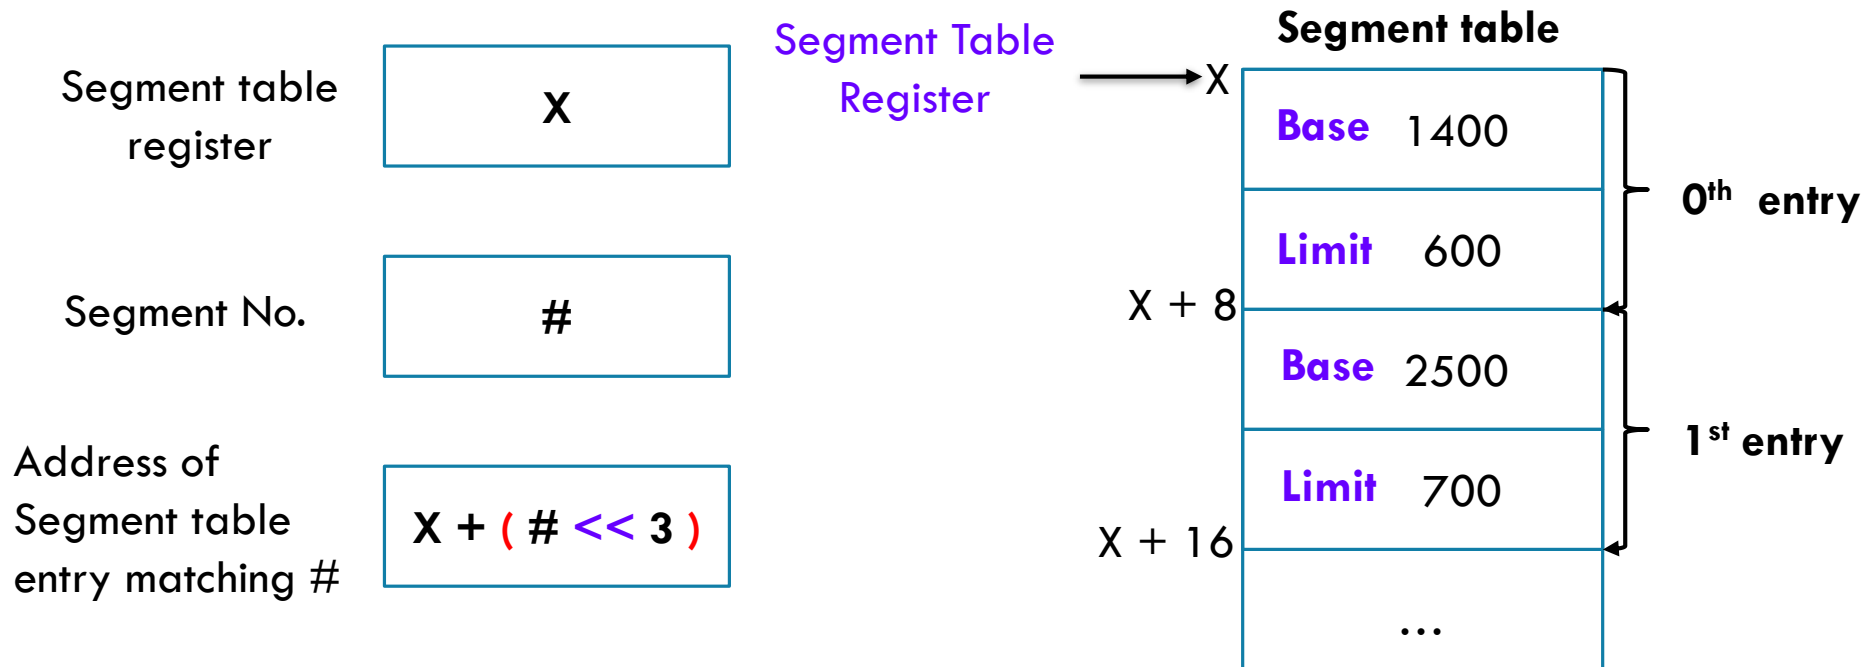 Segment table
register
X
Segment No.
#
Address of
Segment table
entry matching #
X + ( # << 3 )
Segment Table
Register
Segment table
X
Base 1400
Limit 600
X + 8
Base 2500
Limit 700
X + 16
...
0th entry
1st entry